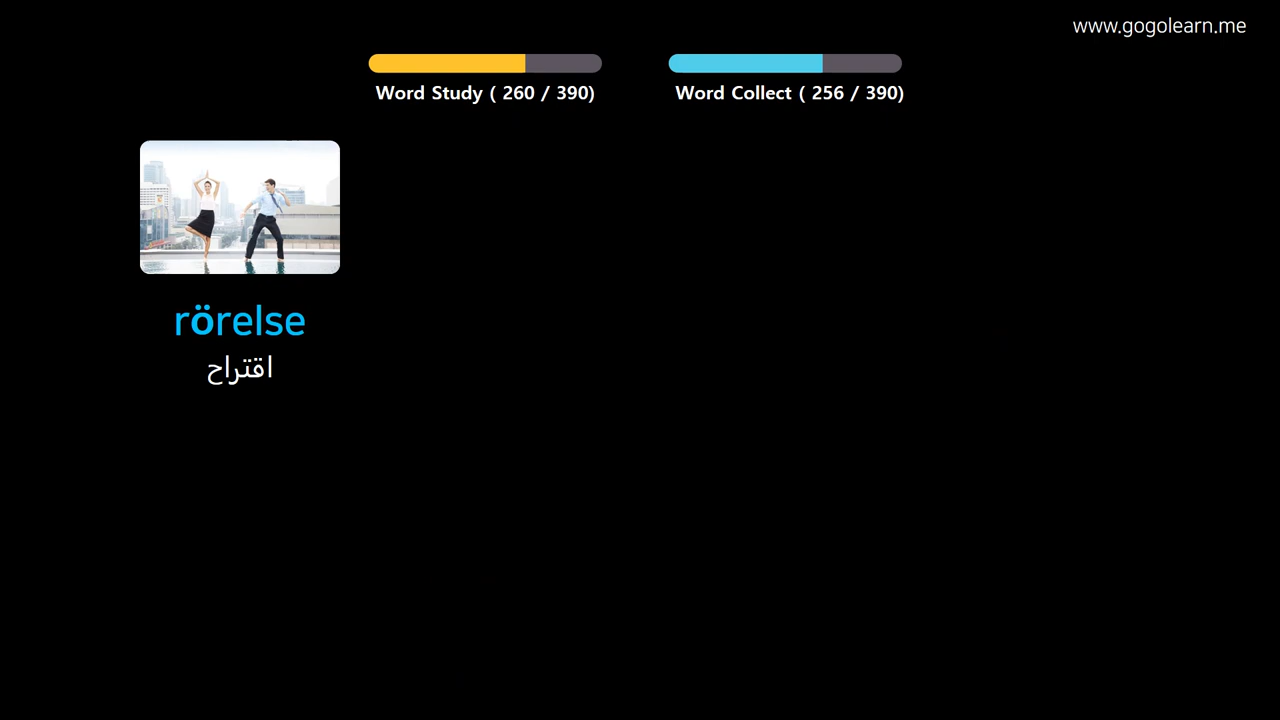 www.gogolearn.me
Word Study ( 260 / 390)
Word Collect ( 256 / 390)
rörelse
اقتراح